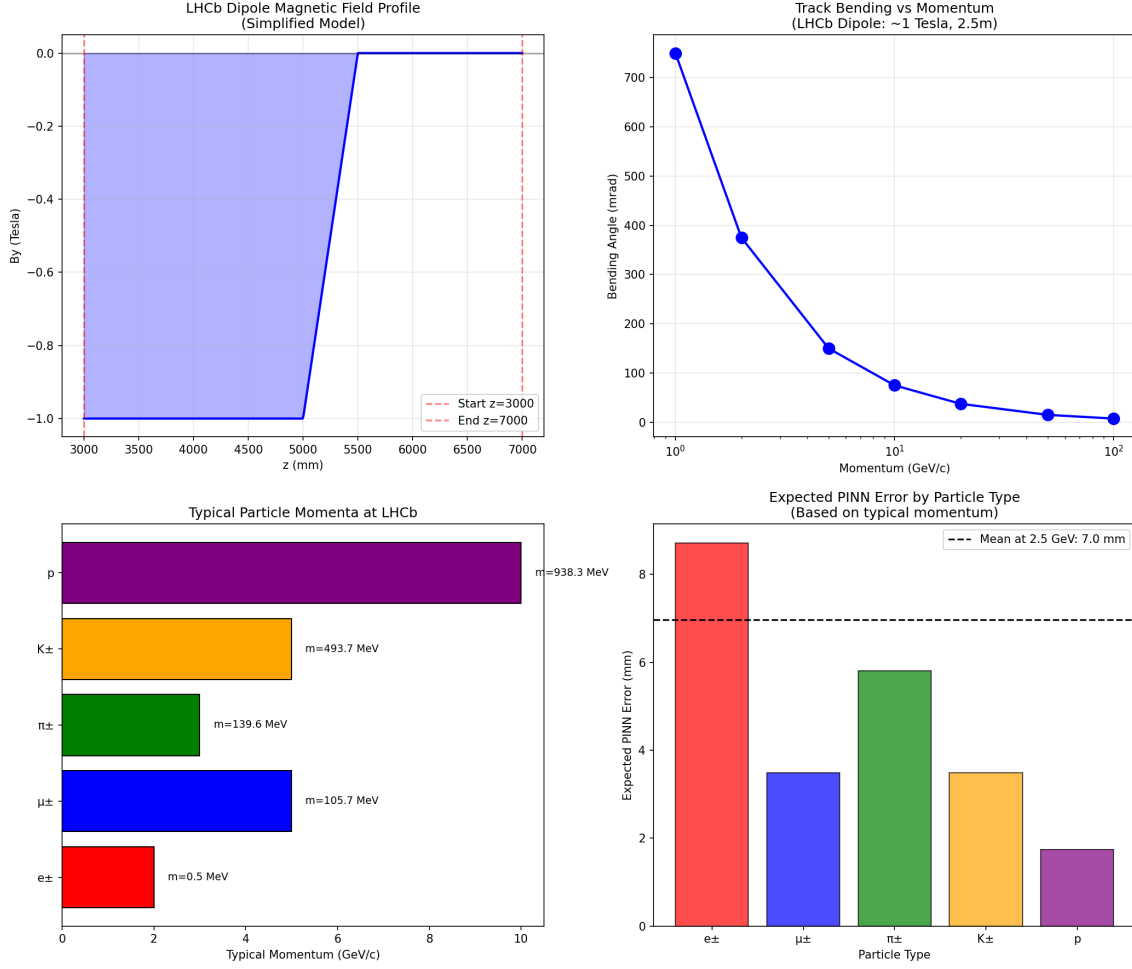 LHCb Dipole Magnetic Field Profile
(Simplified Model)
By (Tesla)
0.0
−0.2
−0.4
−0.6
−0.8
−1.0
Start z=3000
End z=7000
3000 3500 4000 4500 5000 5500 6000 6500 7000
z (mm)
Track Bending vs Momentum
(LHCb Dipole: ~1 Tesla, 2.5m)
Bending Angle (mrad)
700
600
500
400
300
200
100
0
10⁰ 10¹ 10²
Momentum (GeV/c)
Typical Particle Momenta at LHCb
p m=938.3 MeV
K± m=493.7 MeV
π± m=139.6 MeV
μ± m=105.7 MeV
e± m=0.5 MeV
0 2 4 6 8 10
Typical Momentum (GeV/c)
Expected PINN Error by Particle Type
(Based on typical momentum)
Mean at 2.5 GeV: 7.0 mm
Expected PINN Error (mm)
8
6
4
2
0
e± μ± π± K± p
Particle Type